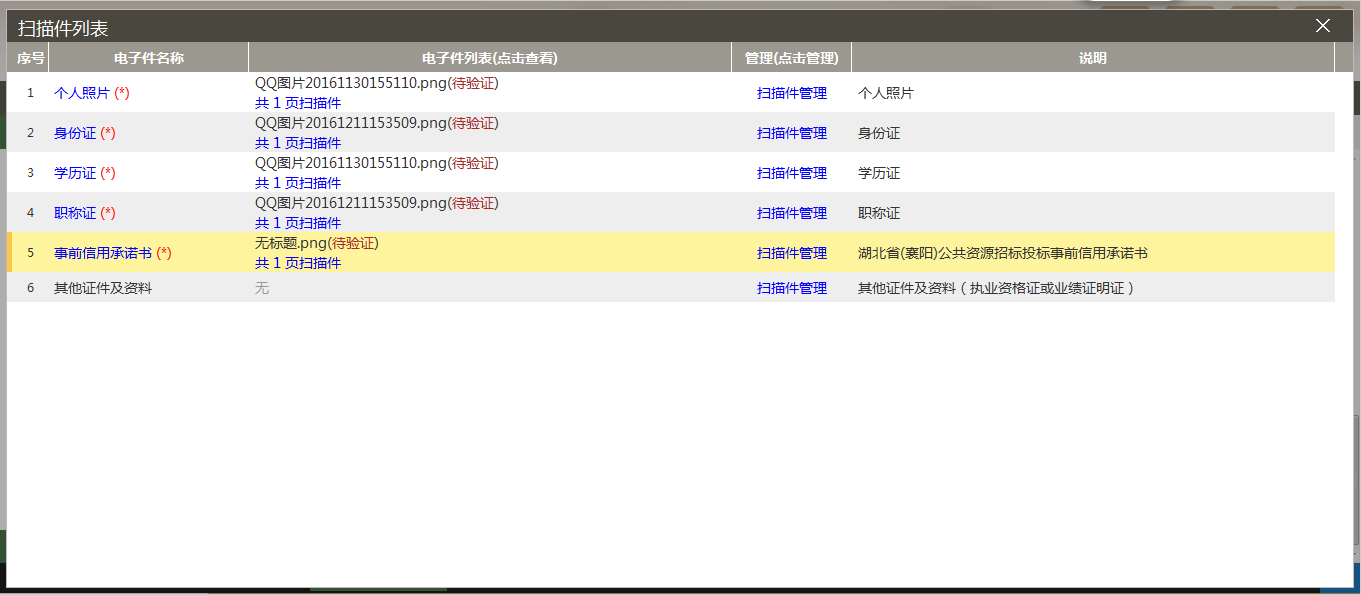 扫描件列表
序号 电子件名称 电子件列表(点击查看) 管理(点击管理) 说明
1 个人照片 (*) QQ图片20161130155110.png(待验证) 扫描件管理 个人照片
共 1 页扫描件
2 身份证 (*) QQ图片20161211153509.png(待验证) 扫描件管理 身份证
共 1 页扫描件
3 学历证 (*) QQ图片20161130155110.png(待验证) 扫描件管理 学历证
共 1 页扫描件
4 职称证 (*) QQ图片20161211153509.png(待验证) 扫描件管理 职称证
共 1 页扫描件
5 事前信用承诺书 (*) 无标题.png(待验证) 扫描件管理 湖北省(襄阳)公共资源招标投标事前信用承诺书
共 1 页扫描件
6 其他证件及资料 无 扫描件管理 其他证件及资料（执业资格证或业绩证明证）